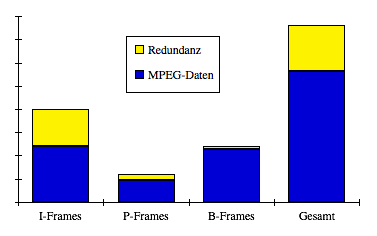 Redundanz
MPEG-Daten
I-Frames P-Frames B-Frames Gesamt